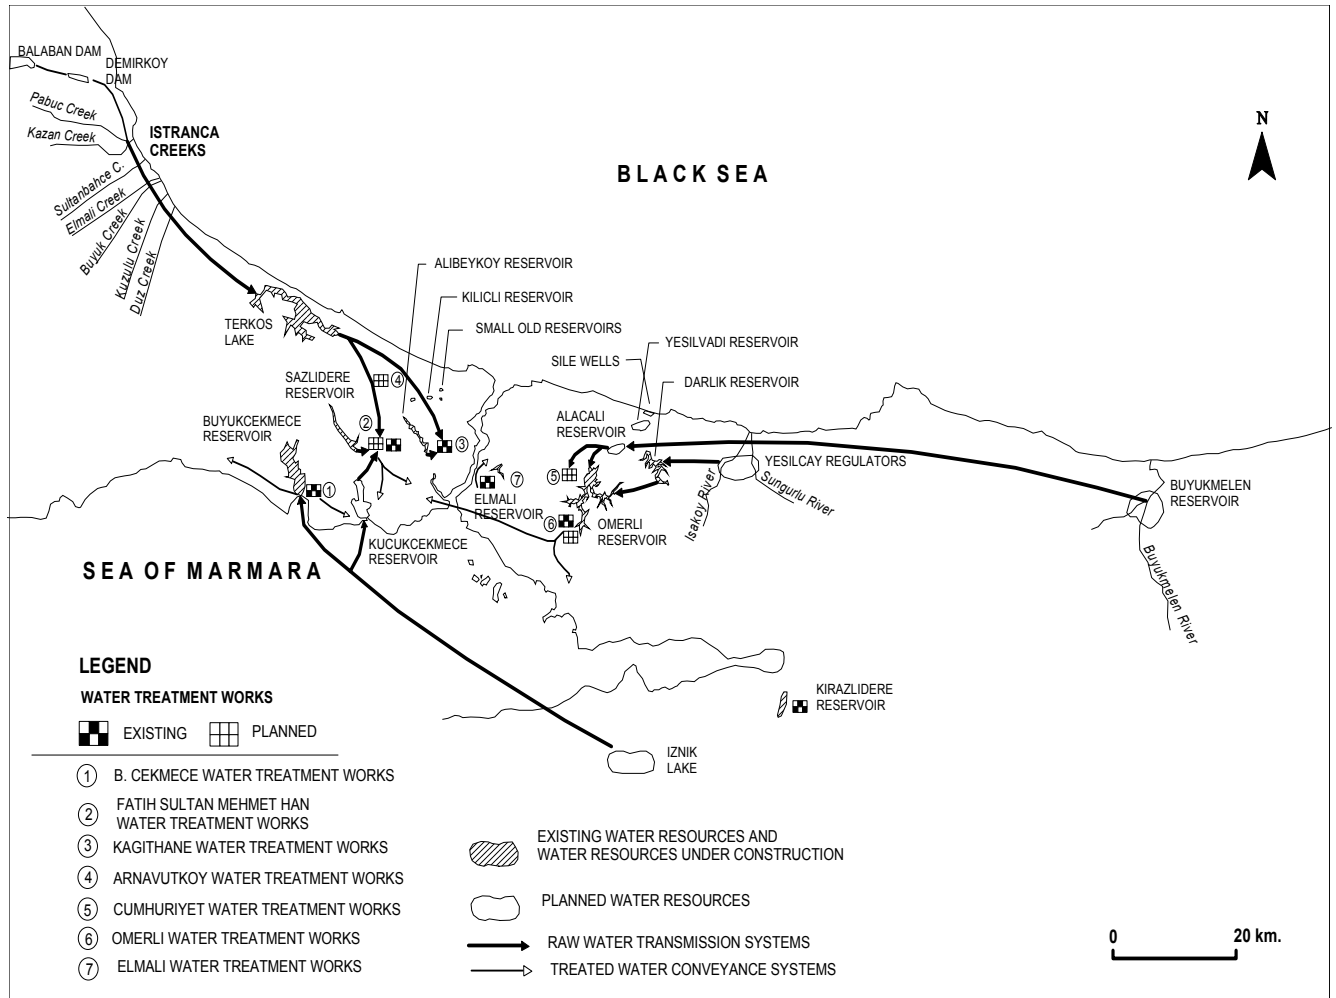 BALABAN DAM
DEMIRKOY
DAM
Pabuc Creek
Kazan Creek
ISTRANCA
CREEKS
Sultanbahce C.
Elmali Creek
Buyuk Creek
Kuzulu Creek
Duz Creek
BLACK SEA
N
ALIBEYKOY RESERVOIR
KILICLI RESERVOIR
SMALL OLD RESERVOIRS
TERKOS
LAKE
YESILVADI RESERVOIR
SILE WELLS
DARLIK RESERVOIR
SAZLIDERE
RESERVOIR
4
BUYUKCEKMECE
RESERVOIR
2
3
ALACALI
RESERVOIR
YESILCAY REGULATORS
5
7
1
ELMALI
RESERVOIR
6
OMERLI
RESERVOIR
Isakoy River
Sungurlu River
BUYUKMELEN
RESERVOIR
Buyukmelen River
KUCUKCEKMECE
RESERVOIR
SEA OF MARMARA
KIRAZLIDERE
RESERVOIR
IZNIK
LAKE
LEGEND
WATER TREATMENT WORKS
EXISTING
PLANNED
1 B. CEKMECE WATER TREATMENT WORKS
2 FATIH SULTAN MEHMET HAN
WATER TREATMENT WORKS
3 KAGITHANE WATER TREATMENT WORKS
4 ARNAVUTKOY WATER TREATMENT WORKS
5 CUMHURIYET WATER TREATMENT WORKS
6 OMERLI WATER TREATMENT WORKS
7 ELMALI WATER TREATMENT WORKS
EXISTING WATER RESOURCES AND
WATER RESOURCES UNDER CONSTRUCTION
PLANNED WATER RESOURCES
RAW WATER TRANSMISSION SYSTEMS
TREATED WATER CONVEYANCE SYSTEMS
0 20 km.